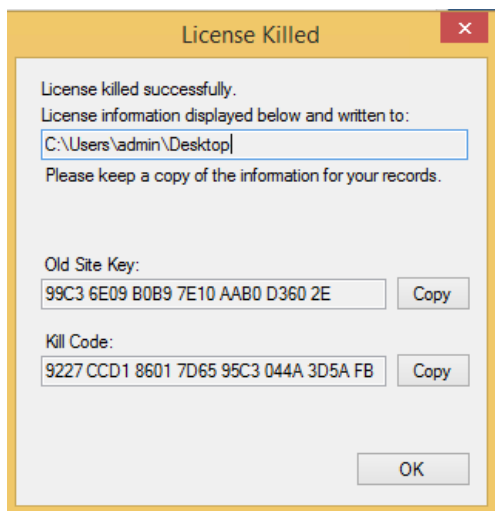 License Killed
License killed successfully.
License information displayed below and written to:
C:\Users\admin\Desktop
Please keep a copy of the information for your records.
Old Site Key:
99C3 6E09 B0B9 7E10 AAB0 D360 2E
Copy
Kill Code:
9227 CCD1 8601 7D65 95C3 044A 3D5A FB
Copy
OK